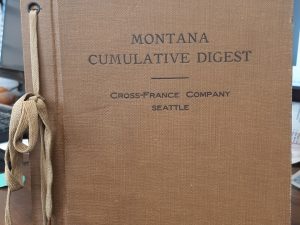 MONTANA
CUMULATIVE DIGEST
CROSS-FRANCE COMPANY
SEATTLE